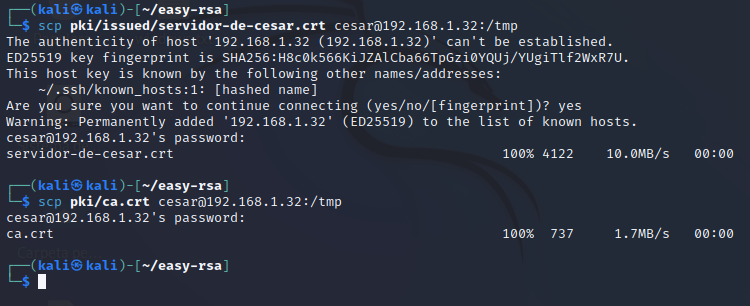 ┌──(kali㉿kali)-[~/easy-rsa]
└─$ scp pki/issued/servidor-de-cesar.crt cesar@192.168.1.32:/tmp
The authenticity of host '192.168.1.32 (192.168.1.32)' can't be established.
ED25519 key fingerprint is SHA256:H8c0k566KiJZAlCba66TpGzi0YQUj/YUgiTlf2WxR7U.
This host key is known by the following other names/addresses:
    ~/.ssh/known_hosts:1: [hashed name]
Are you sure you want to continue connecting (yes/no/[fingerprint])? yes
Warning: Permanently added '192.168.1.32' (ED25519) to the list of known hosts.
cesar@192.168.1.32's password:
servidor-de-cesar.crt 100% 4122 10.0MB/s 00:00
┌──(kali㉿kali)-[~/easy-rsa]
└─$ scp pki/ca.crt cesar@192.168.1.32:/tmp
cesar@192.168.1.32's password:
ca.crt 100% 737 1.7MB/s 00:00
┌──(kali㉿kali)-[~/easy-rsa]
└─$